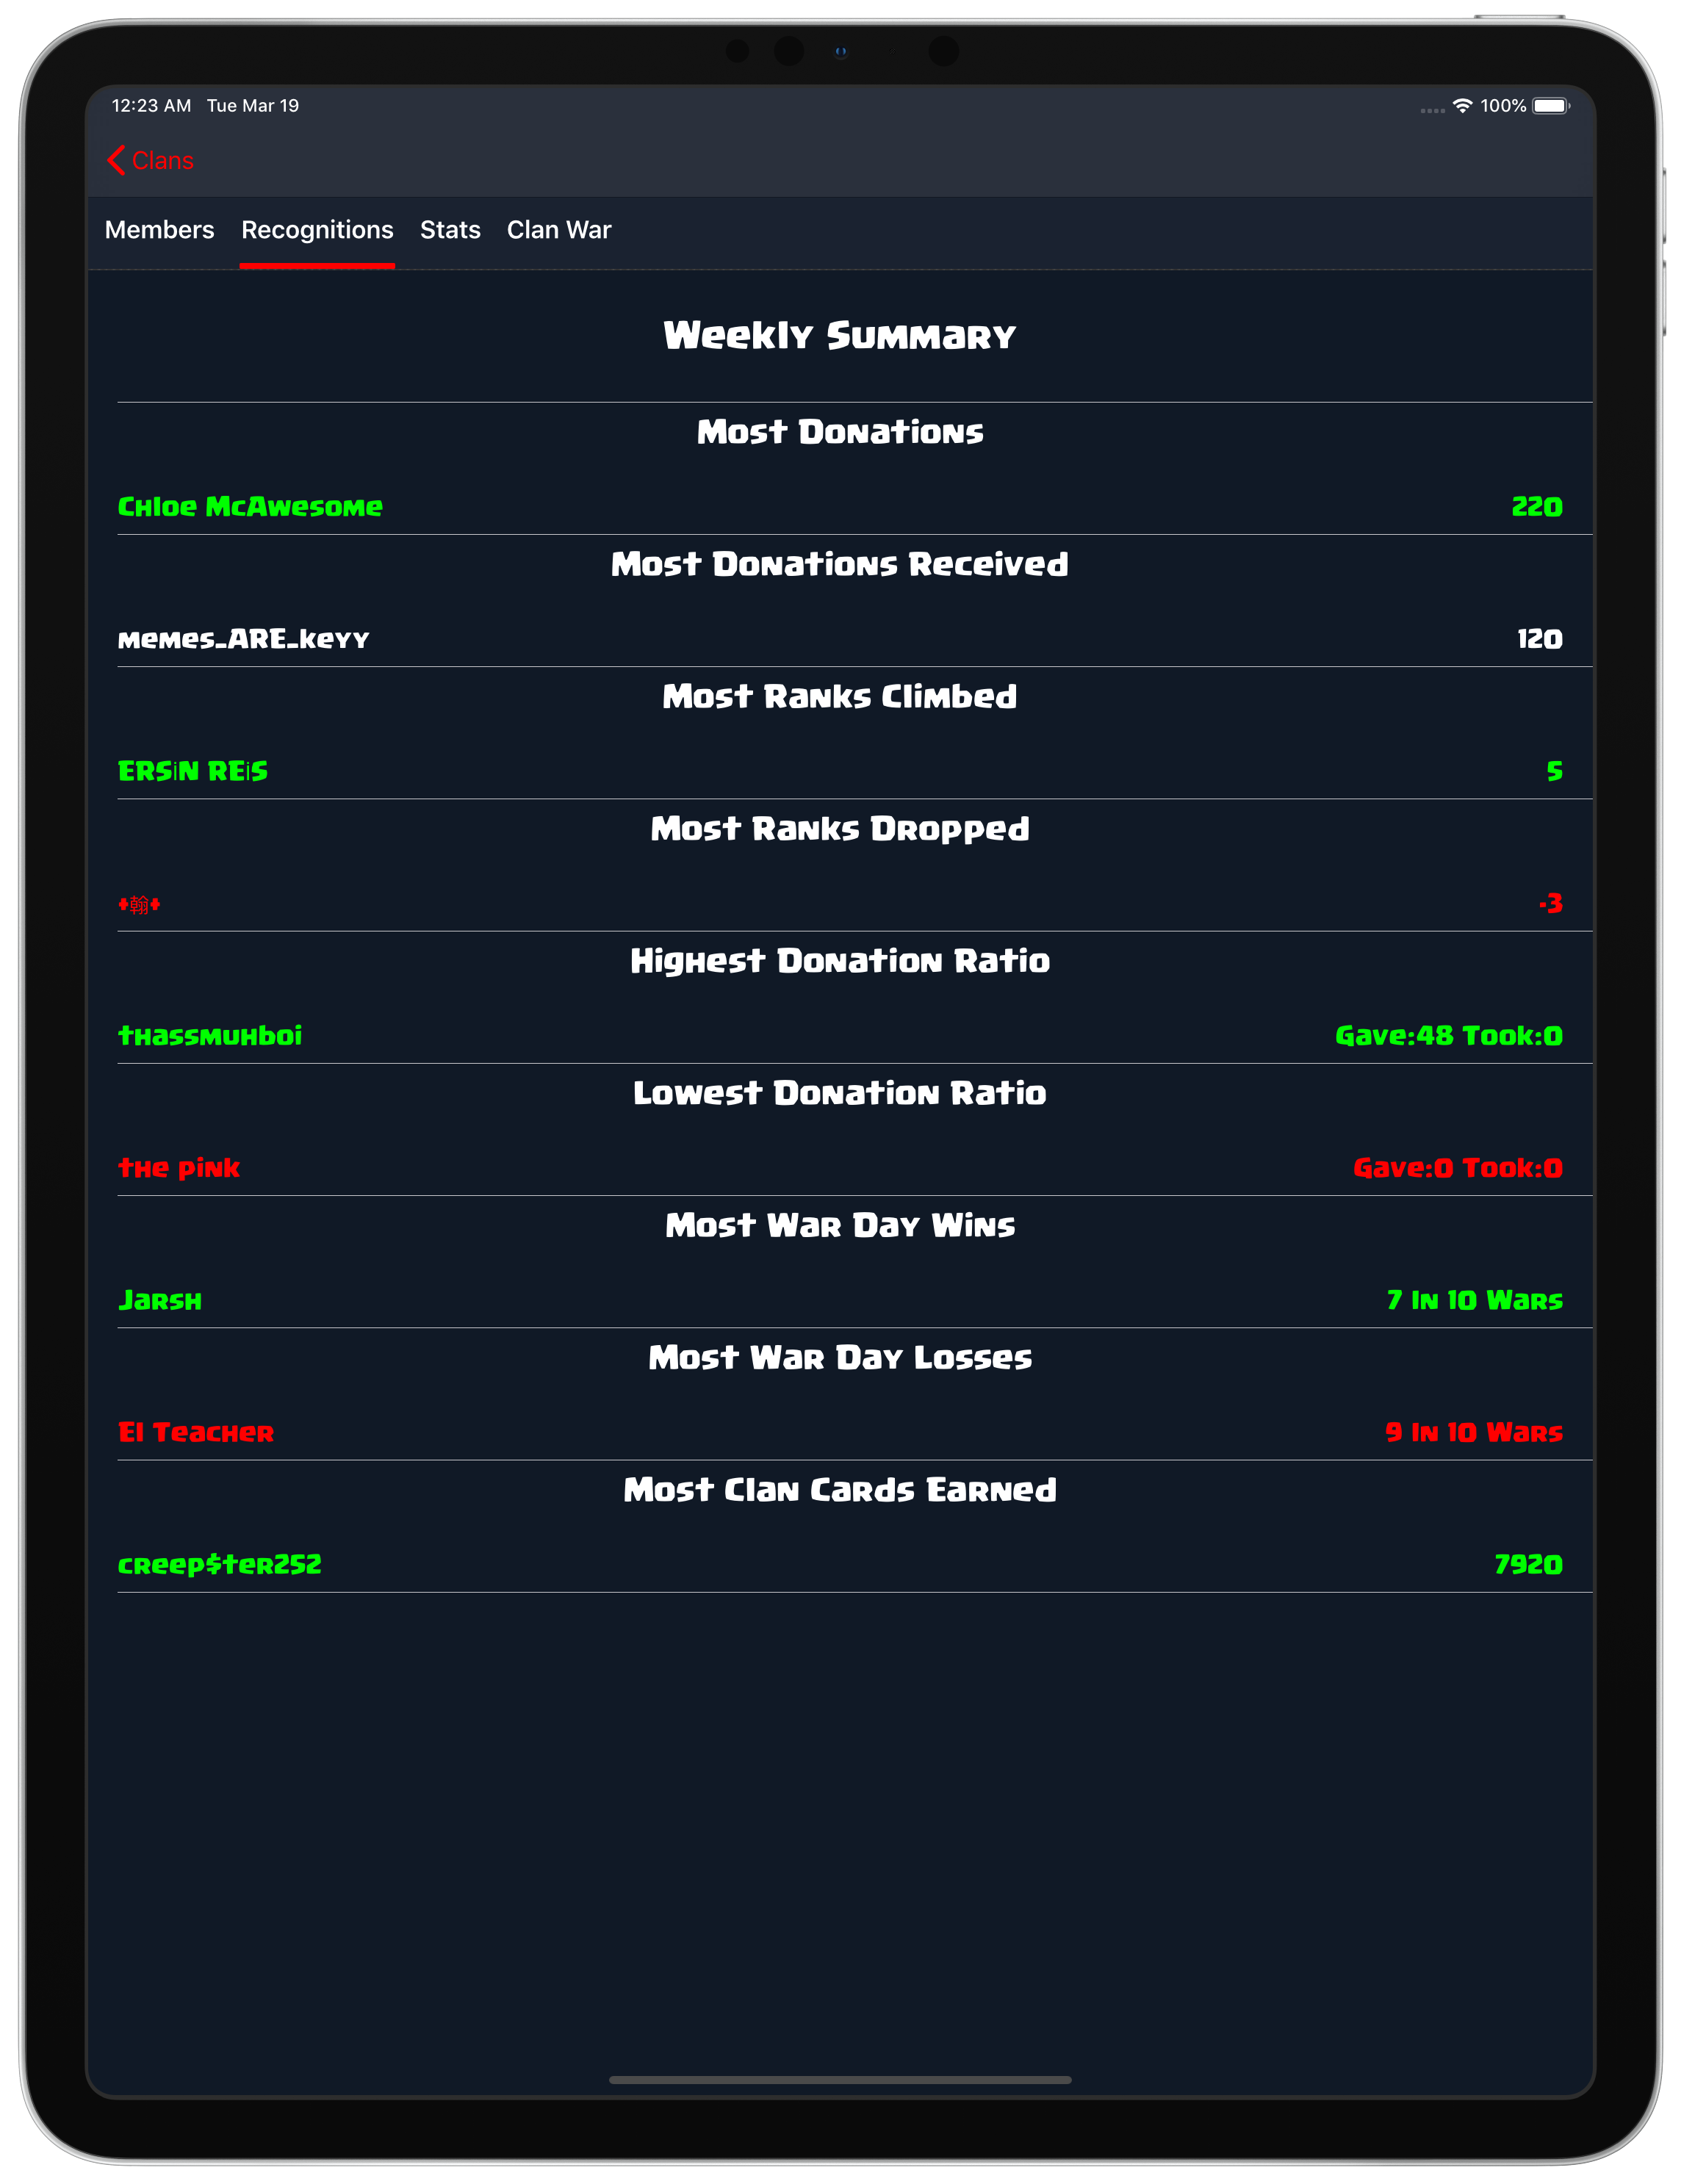 12:23 AM Tue Mar 19 100%
Clans
Members Recognitions Stats Clan War
Weekly Summary
Most Donations
Chloe McAwesome 220
Most Donations Received
memes_ARE_keyy 120
Most Ranks Climbed
ERSiN REiS 5
Most Ranks Dropped
+翰+ -3
Highest Donation Ratio
thassmuhboi Gave:48 Took:0
Lowest Donation Ratio
the pink Gave:0 Took:0
Most War Day Wins
Jarsh 7 In 10 Wars
Most War Day Losses
El Teacher 9 In 10 Wars
Most Clan Cards Earned
creep$ter252 7920